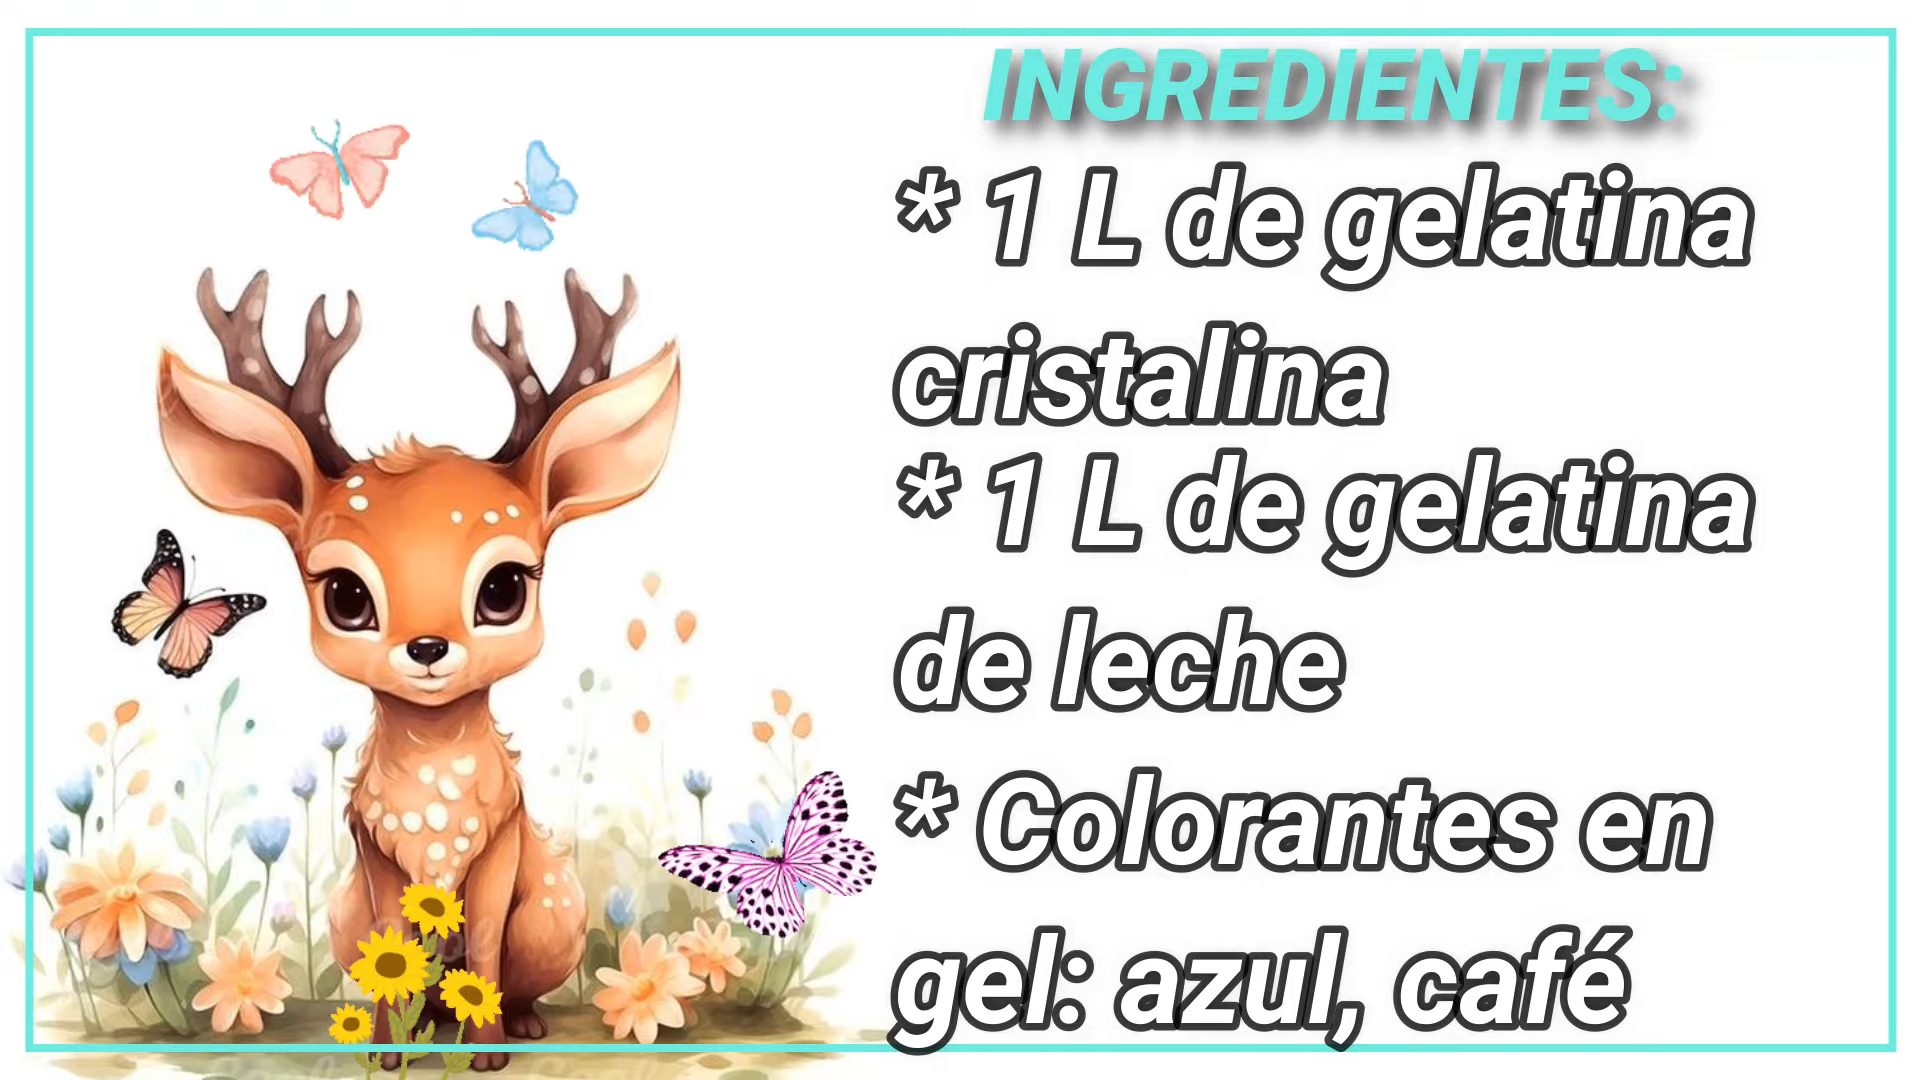 INGREDIENTES:
* 1 L de gelatina
cristalina
* 1 L de gelatina
de leche
* Colorantes en
gel: azul, café